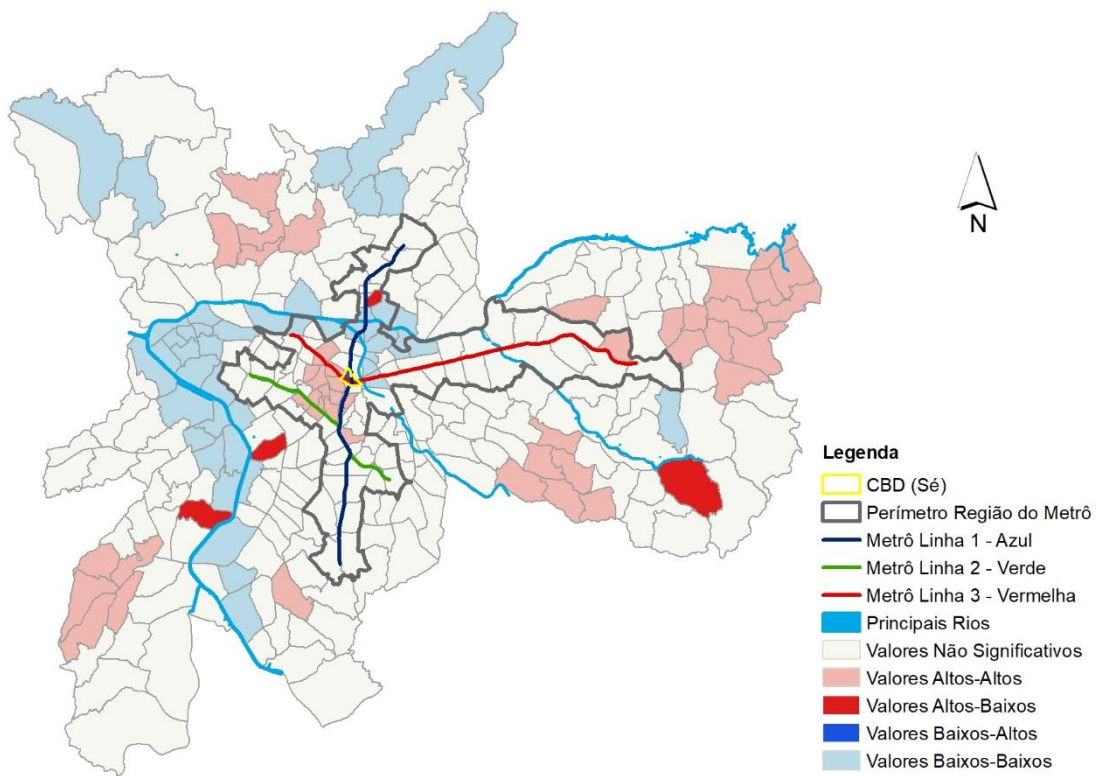 N
Legenda
CBD (Sé)
Perímetro Região do Metrô
Metrô Linha 1 - Azul
Metrô Linha 2 - Verde
Metrô Linha 3 - Vermelha
Principais Rios
Valores Não Significativos
Valores Altos-Altos
Valores Altos-Baixos
Valores Baixos-Altos
Valores Baixos-Baixos